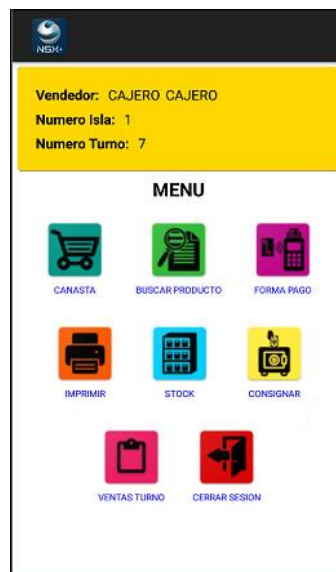 NSX+
Vendedor: CAJERO CAJERO
Numero Isla: 1
Numero Turno: 7
MENU
CANASTA BUSCAR PRODUCTO FORMA PAGO
IMPRIMIR STOCK CONSIGNAR
VENTAS TURNO CERRAR SESION